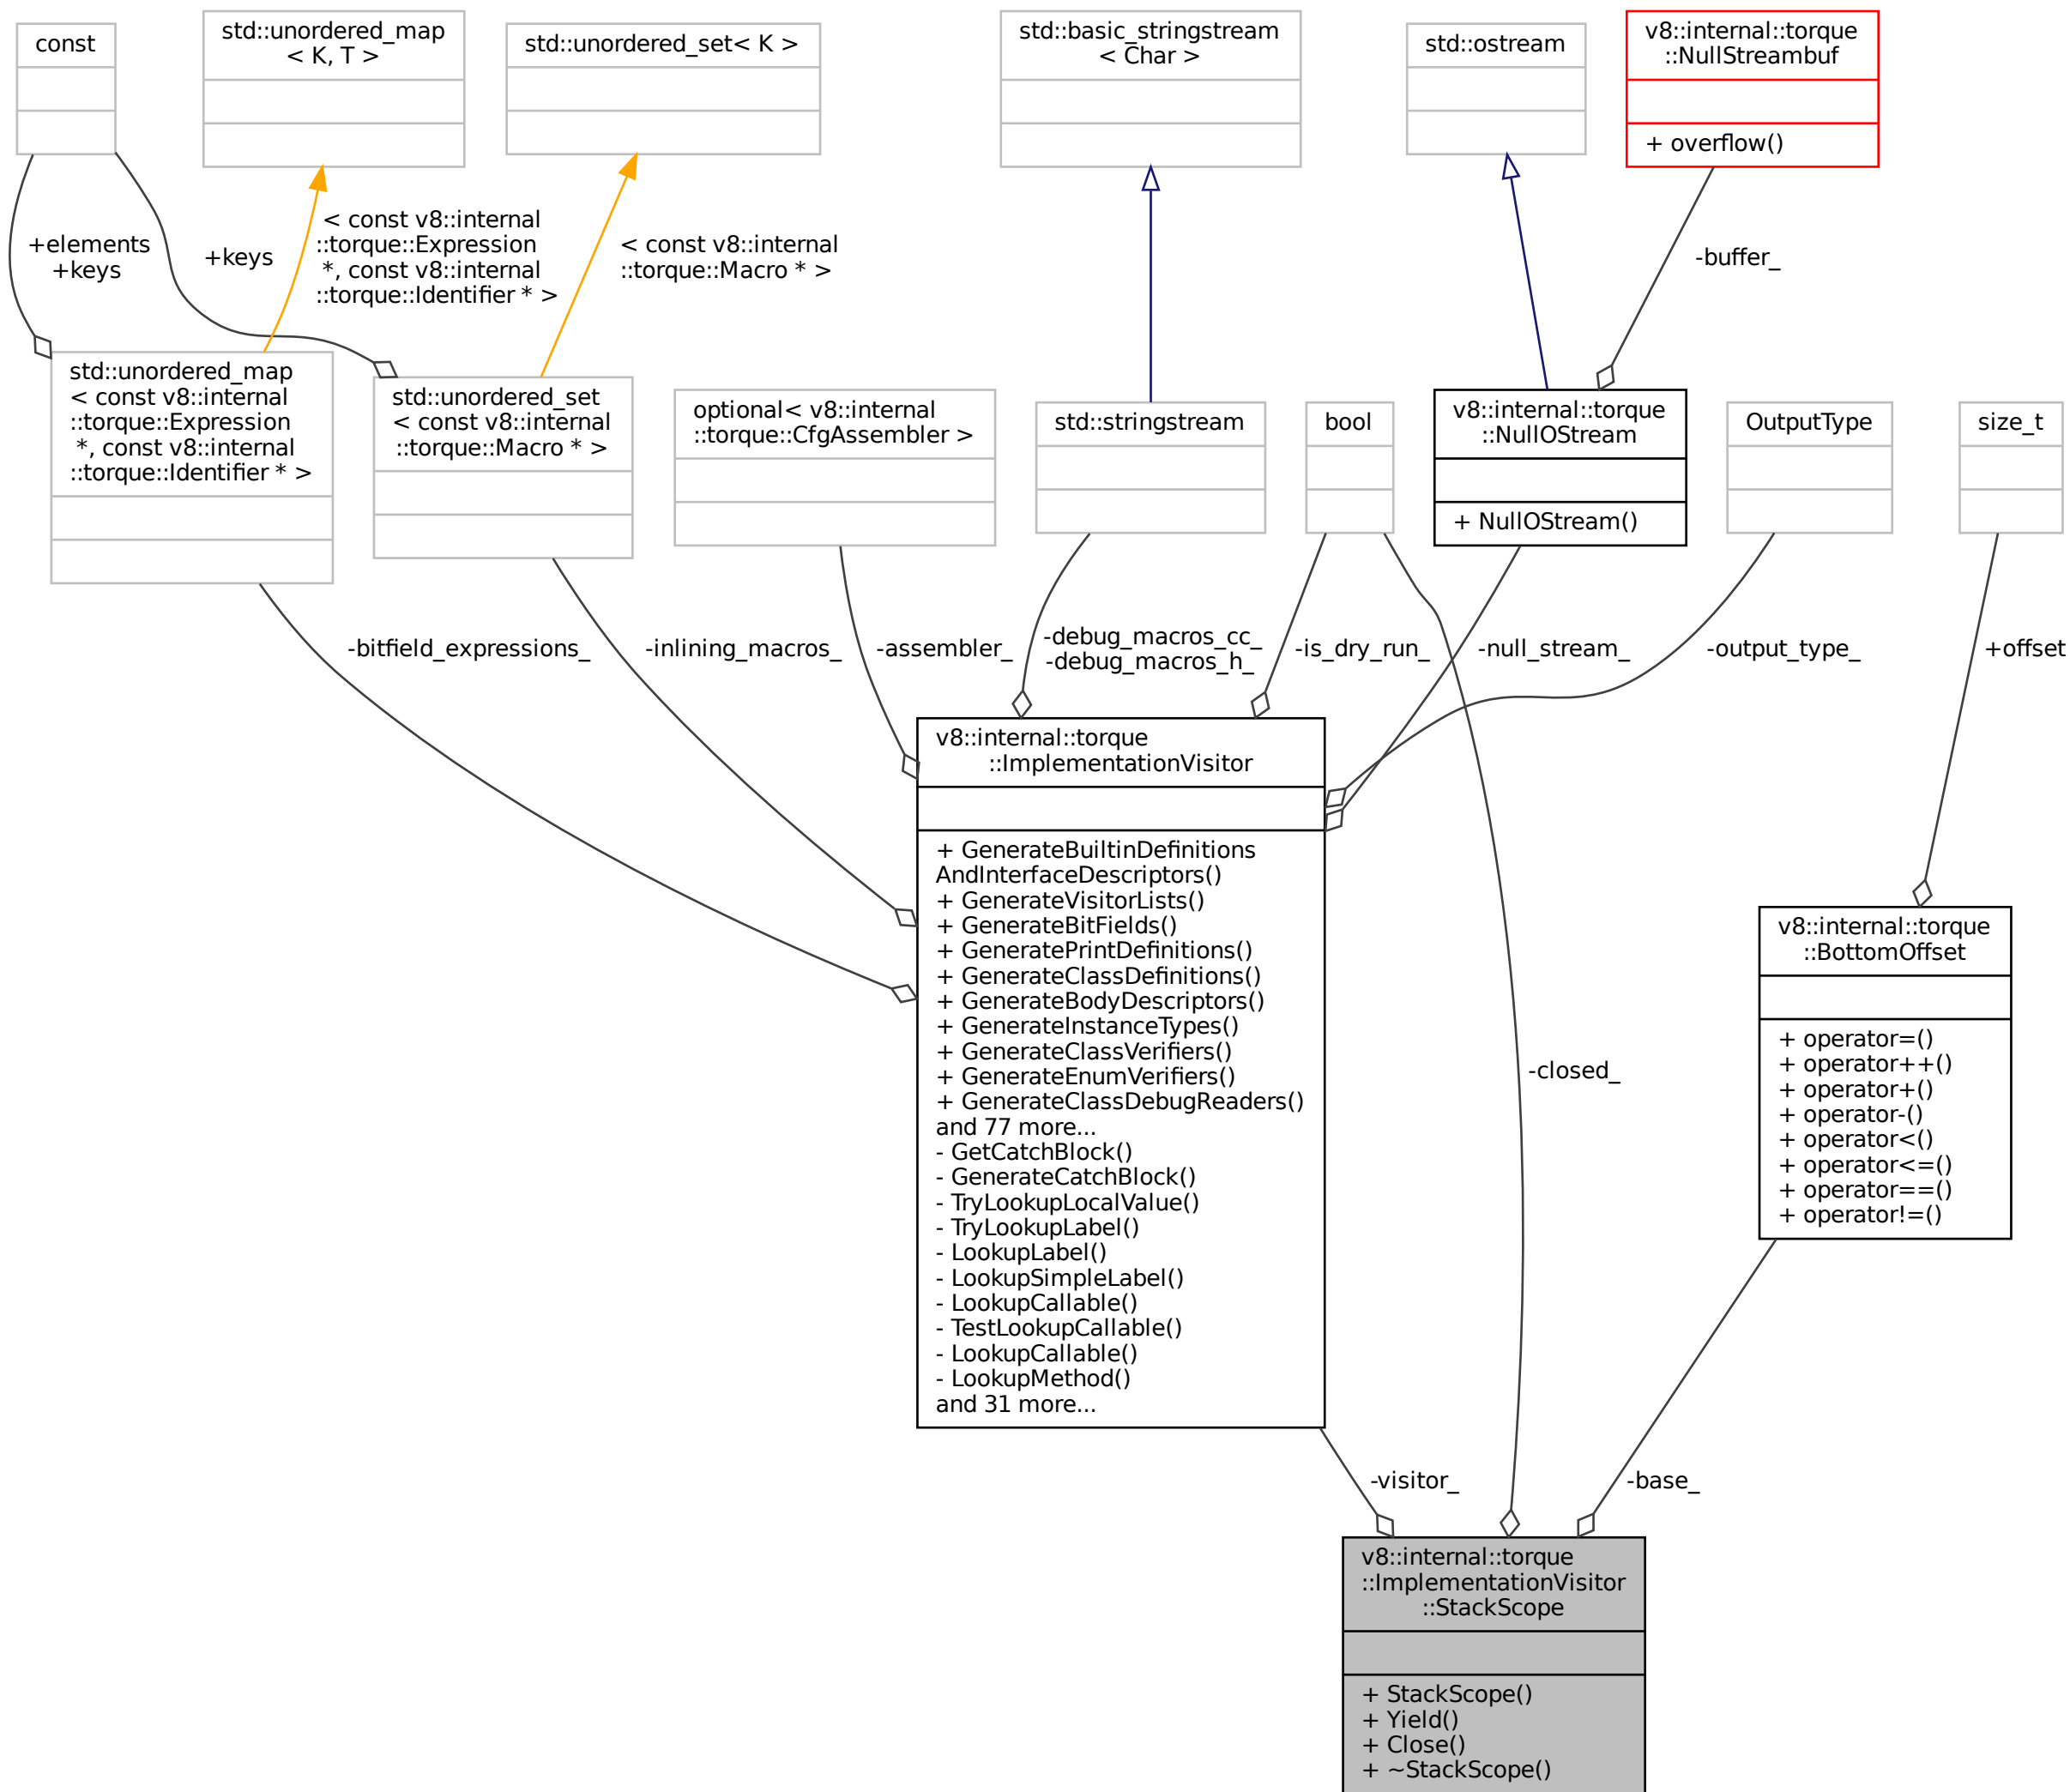 const
std::unordered_map
< K, T >
std::unordered_set< K >
std::basic_stringstream
< Char >
std::ostream
v8::internal::torque
::NullStreambuf
+ overflow()
+elements
+keys
+keys
< const v8::internal
::torque::Expression
*, const v8::internal
::torque::Identifier * >
< const v8::internal
::torque::Macro * >
-buffer_
std::unordered_map
< const v8::internal
::torque::Expression
*, const v8::internal
::torque::Identifier * >
std::unordered_set
< const v8::internal
::torque::Macro * >
optional< v8::internal
::torque::CfgAssembler >
std::stringstream
bool
v8::internal::torque
::NullOStream
+ NullOStream()
OutputType
size_t
-bitfield_expressions_
-inlining_macros_
-assembler_
-debug_macros_cc_
-debug_macros_h_
-is_dry_run_
-null_stream_
-output_type_
+offset
v8::internal::torque
::ImplementationVisitor
+ GenerateBuiltinDefinitions
AndInterfaceDescriptors()
+ GenerateVisitorLists()
+ GenerateBitFields()
+ GeneratePrintDefinitions()
+ GenerateClassDefinitions()
+ GenerateBodyDescriptors()
+ GenerateInstanceTypes()
+ GenerateClassVerifiers()
+ GenerateEnumVerifiers()
+ GenerateClassDebugReaders()
and 77 more...
- GetCatchBlock()
- GenerateCatchBlock()
- TryLookupLocalValue()
- TryLookupLabel()
- LookupLabel()
- LookupSimpleLabel()
- LookupCallable()
- TestLookupCallable()
- LookupCallable()
- LookupMethod()
and 31 more...
-closed_
v8::internal::torque
::BottomOffset
+ operator=()
+ operator++()
+ operator+()
+ operator-()
+ operator<()
+ operator<=()
+ operator==()
+ operator!=()
-visitor_
-base_
v8::internal::torque
::ImplementationVisitor
::StackScope
+ StackScope()
+ Yield()
+ Close()
+ ~StackScope()